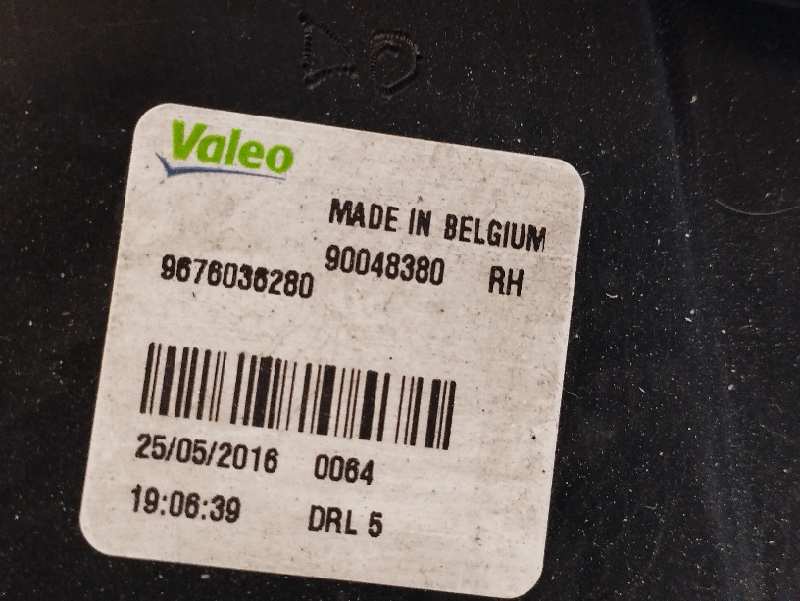 Valeo
MADE IN BELGIUM
9676036280 90048380 RH
25/05/2016 0064
19:06:39 DRL 5